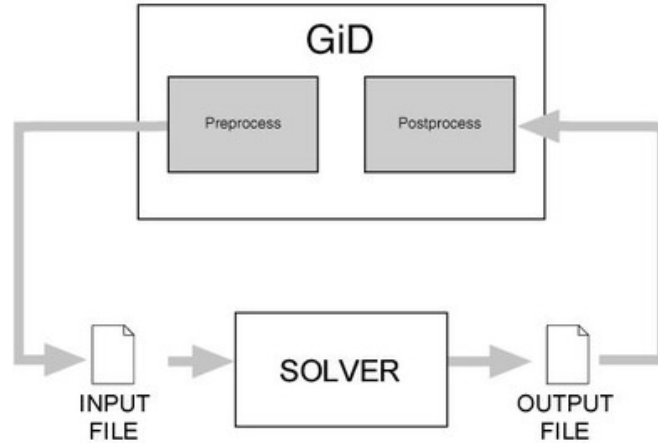 GiD
Preprocess
Postprocess
SOLVER
INPUT
FILE
OUTPUT
FILE